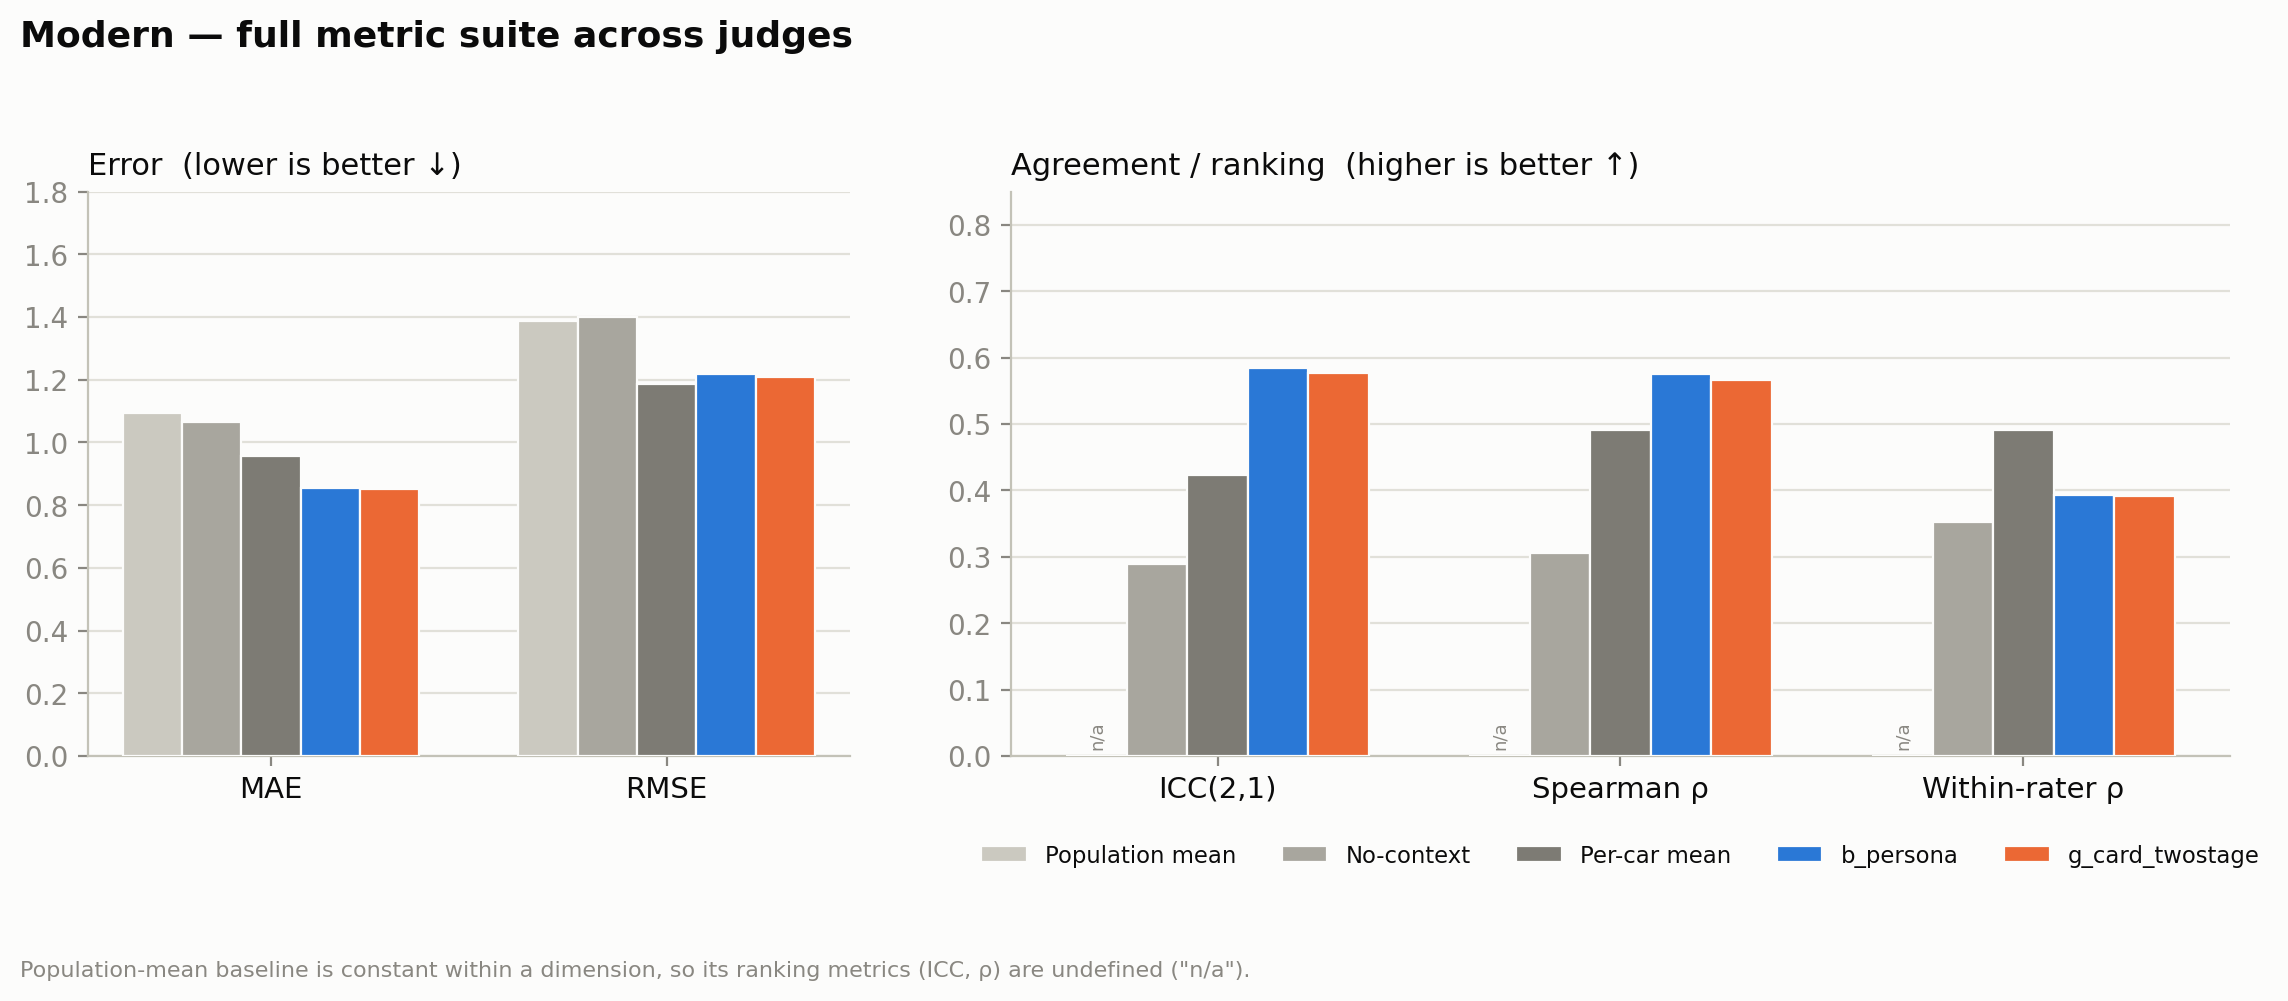 Modern — full metric suite across judges
Error  (lower is better ↓)
1.8
1.6
1.4
1.2
1.0
0.8
0.6
0.4
0.2
0.0
MAE
RMSE
Agreement / ranking  (higher is better ↑)
0.8
0.7
0.6
0.5
0.4
0.3
0.2
0.1
0.0
n/a
n/a
n/a
ICC(2,1)
Spearman ρ
Within-rater ρ
Population mean
No-context
Per-car mean
b_persona
g_card_twostage
Population-mean baseline is constant within a dimension, so its ranking metrics (ICC, ρ) are undefined ("n/a").